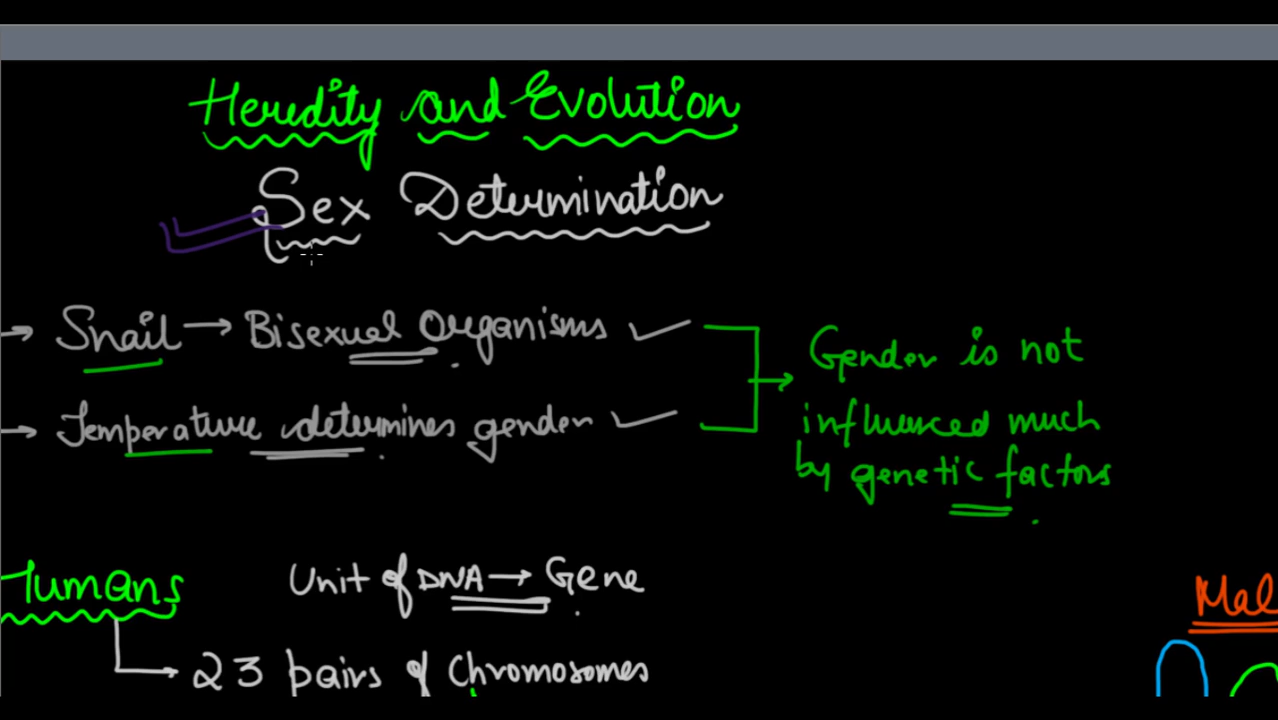 Heredity and Evolution
Sex Determination
→ Snail → Bisexual Organisms ✓
→ Temperature determines gender ✓
Gender is not
influenced much
by genetic factors
Humans
Unit of DNA → Gene
→ 23 pairs of Chromosomes
Mal